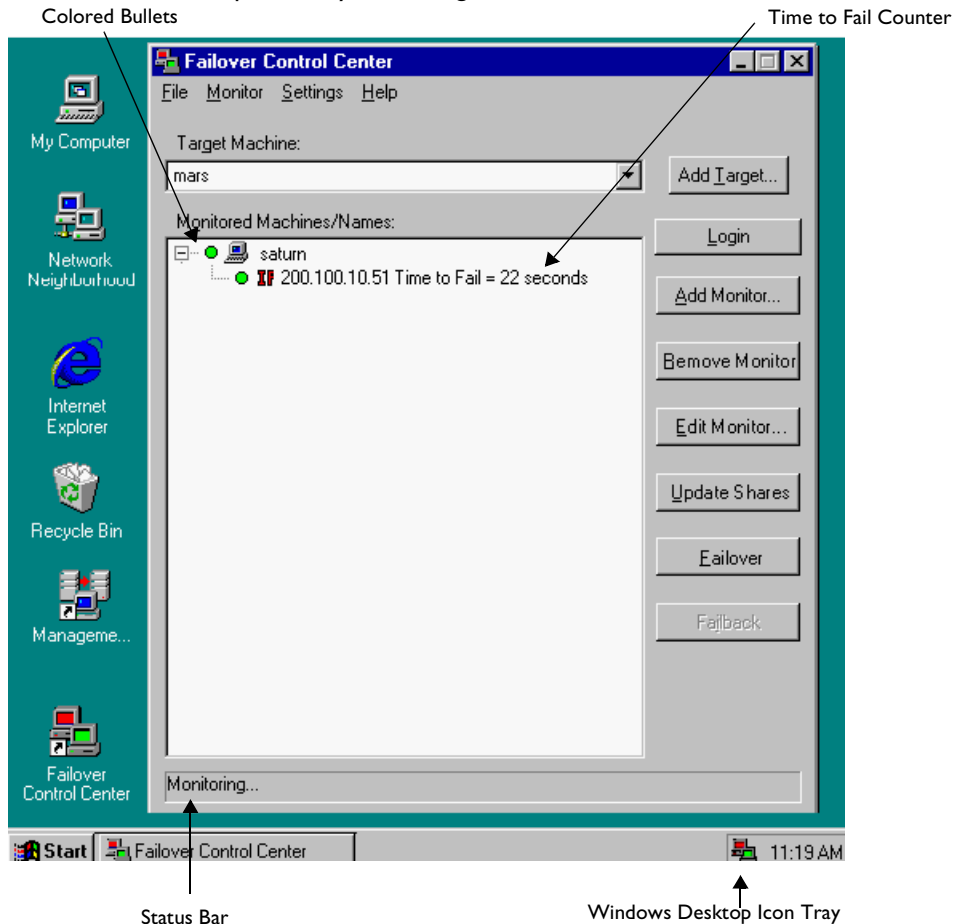 Colored Bullets
Time to Fail Counter
Failover Control Center
File Monitor Settings Help
My Computer
Target Machine:
mars
Add Target...
Monitored Machines/Names:
Login
saturn
Network
Neighborhood
200.100.10.51 Time to Fail = 22 seconds
Add Monitor...
Remove Monitor
Internet
Explorer
Edit Monitor...
Update Shares
Recycle Bin
Failover
Manageme...
Failback
Failover
Control Center
Monitoring...
Start
Failover Control Center
11:19 AM
Status Bar
Windows Desktop Icon Tray